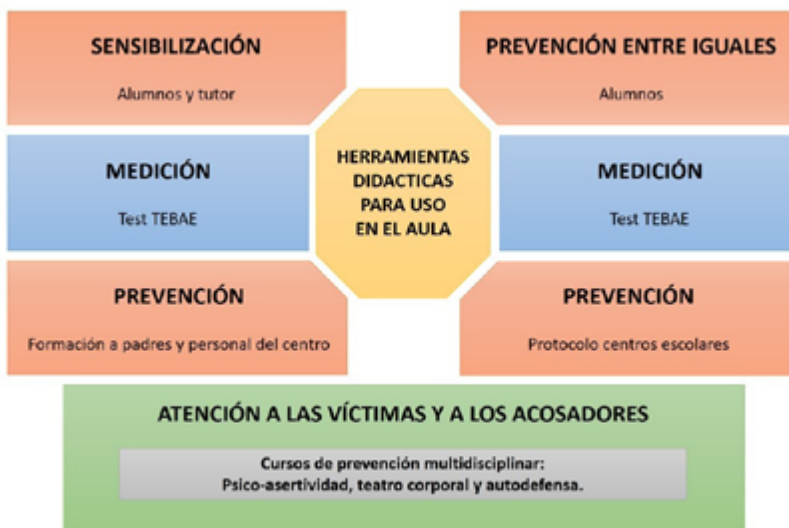 SENSIBILIZACIÓN
Alumnos y tutor
PREVENCIÓN ENTRE IGUALES
Alumnos
HERRAMIENTAS
DIDACTICAS
PARA USO
EN EL AULA
MEDICIÓN
Test TEBAE
MEDICIÓN
Test TEBAE
PREVENCIÓN
Formación a padres y personal del centro
PREVENCIÓN
Protocolo centros escolares
ATENCIÓN A LAS VÍCTIMAS Y A LOS ACOSADORES
Cursos de prevención multidisciplinar:
Psico-asertividad, teatro corporal y autodefensa.